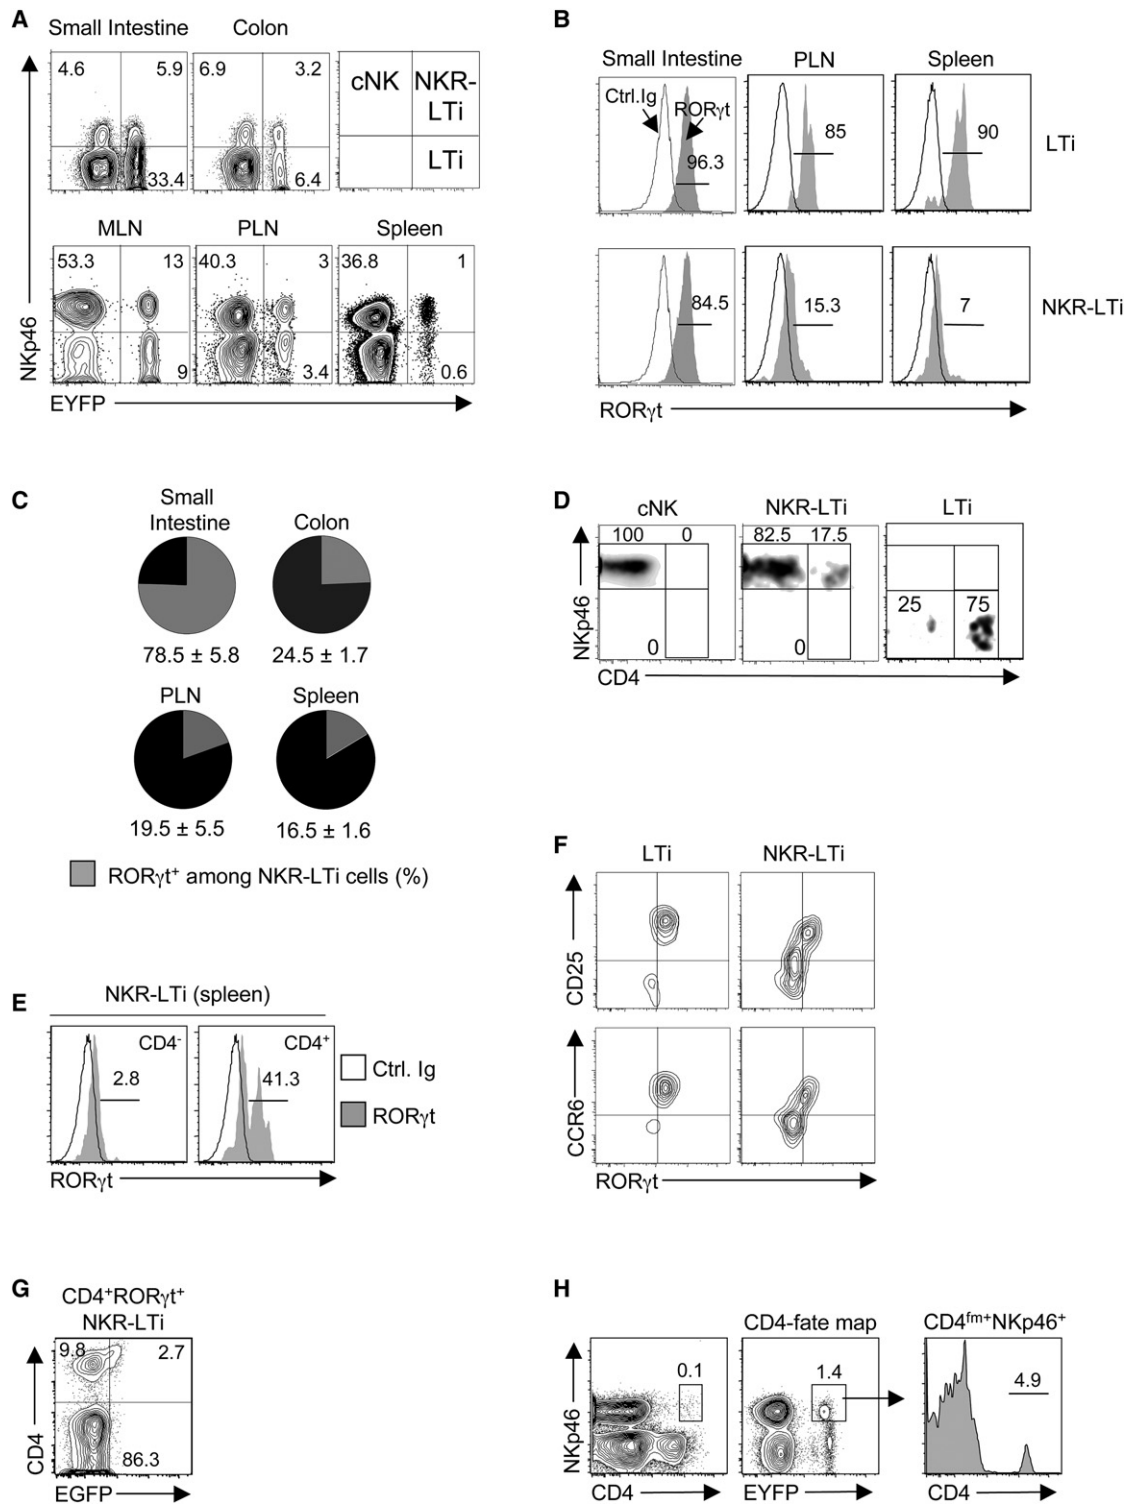 A
Small Intestine
Colon
4.6
5.9
33.4
6.9
3.2
6.4
cNK
NKR-
LTi
LTi
MLN
PLN
Spleen
53.3
13
9
40.3
3
3.4
36.8
1
0.6
NKp46
EYFP
B
Small Intestine
PLN
Spleen
Ctrl.Ig
RORγt
96.3
85
90
LTi
84.5
15.3
7
NKR-LTi
RORγt
C
Small
Intestine
Colon
78.5 ± 5.8
24.5 ± 1.7
PLN
Spleen
19.5 ± 5.5
16.5 ± 1.6
RORγt⁺ among NKR-LTi cells (%)
D
cNK
NKR-LTi
LTi
100
0
0
82.5
17.5
0
25
75
NKp46
CD4
E
NKR-LTi (spleen)
CD4⁻
2.8
CD4⁺
41.3
Ctrl. Ig
RORγt
RORγt
F
LTi
NKR-LTi
CD25
CCR6
RORγt
G
CD4⁺RORγt⁺
NKR-LTi
9.8
2.7
86.3
CD4
EGFP
H
CD4-fate map
CD4ᶠᵐ⁺NKp46⁺
0.1
1.4
4.9
NKp46
CD4
EYFP
CD4